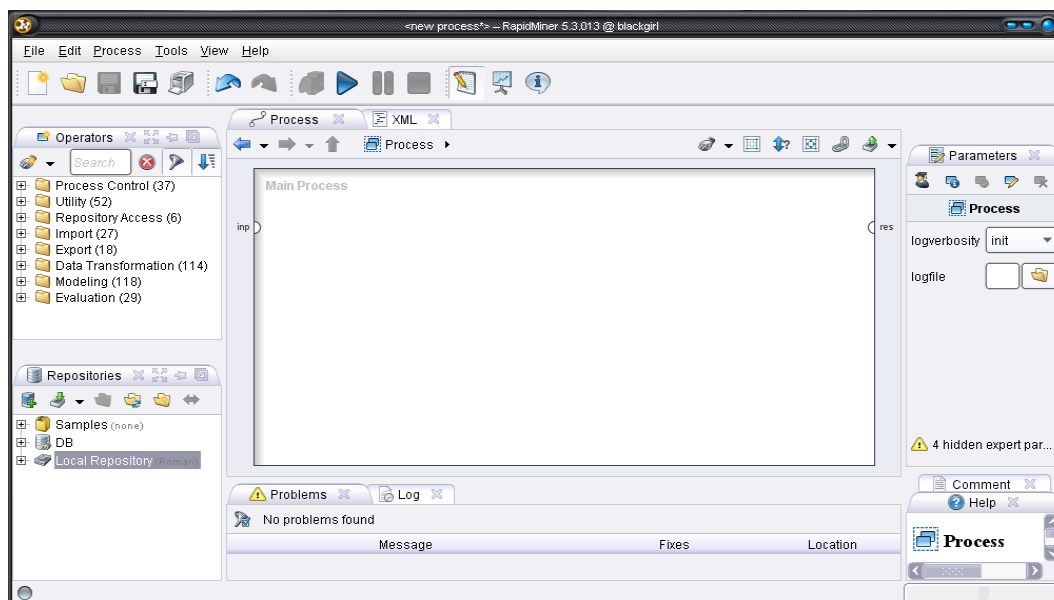 <new process*> – RapidMiner 5.3.013 @ blackgirl
File Edit Process Tools View Help
Process XML
Operators
Process
Parameters
Search
Process Control (37)
Utility (52)
Repository Access (6)
Import (27)
Export (18)
Data Transformation (114)
Modeling (118)
Evaluation (29)
Main Process
inp
res
Process
logverbosity init
logfile
Repositories
Samples (none)
DB
Local Repository (Roman)
4 hidden expert par...
Problems Log
No problems found
Message Fixes Location
Comment
Help
Process